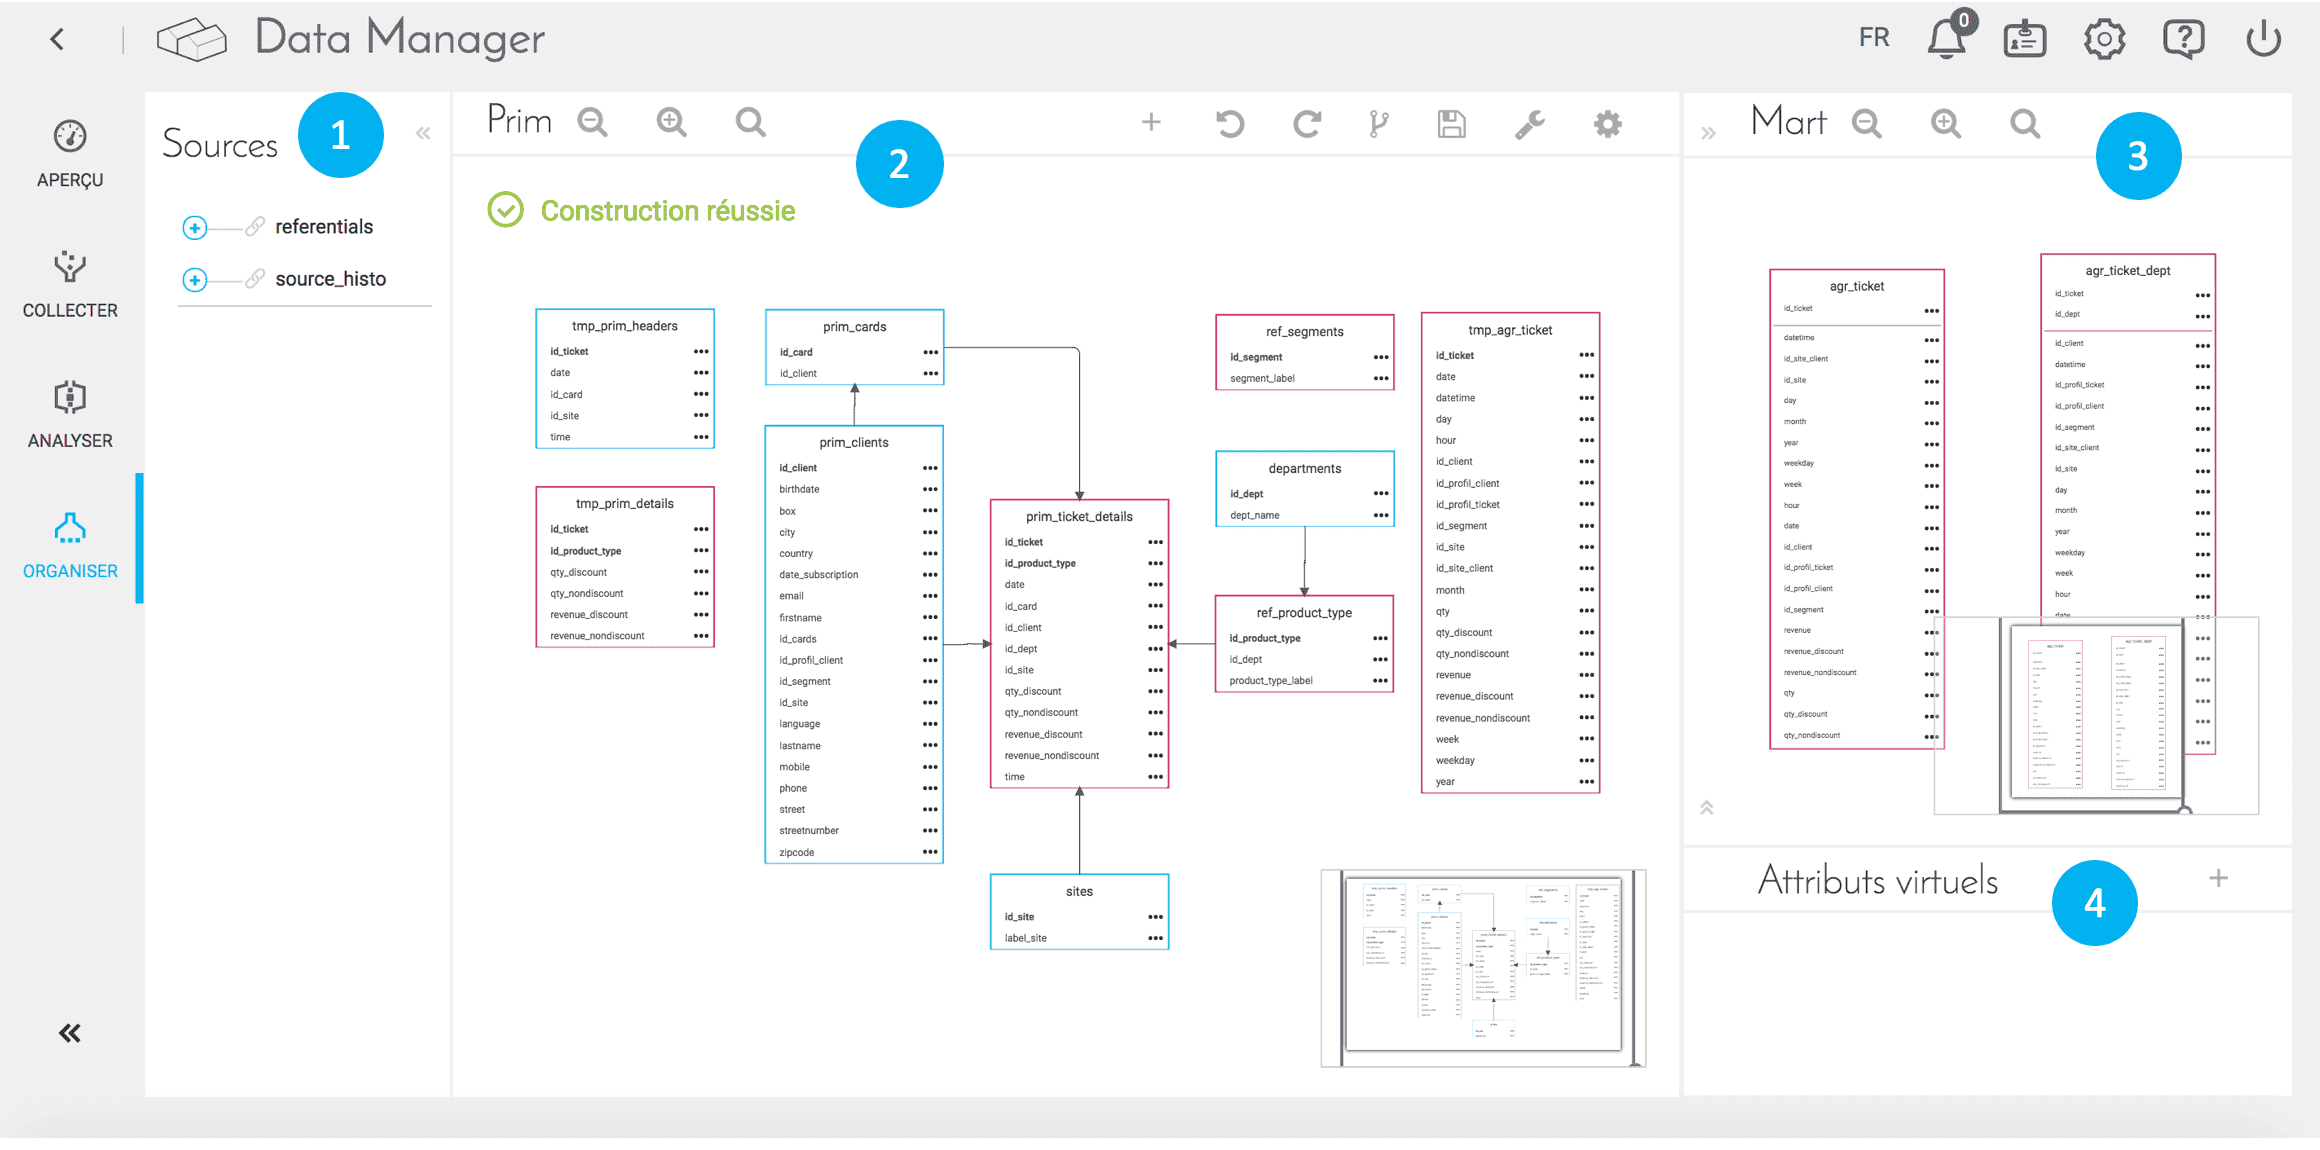 Data Manager
FR
0
APERÇU
COLLECTER
ANALYSER
ORGANISER
Sources
1
referentials
source_histo
Prim
2
Construction réussie
tmp_prim_headers
id_ticket
date
id_card
id_site
time
tmp_prim_details
id_ticket
id_product_type
qty_discount
qty_nondiscount
revenue_discount
revenue_nondiscount
prim_cards
id_card
id_client
prim_clients
id_client
birthdate
box
city
country
date_subscription
email
firstname
id_cards
id_profil_client
id_segment
id_site
language
lastname
mobile
phone
street
streetnumber
zipcode
prim_ticket_details
id_ticket
id_product_type
date
id_card
id_client
id_dept
id_site
qty_discount
qty_nondiscount
revenue_discount
revenue_nondiscount
time
sites
id_site
label_site
ref_segments
id_segment
segment_label
departments
id_dept
dept_name
ref_product_type
id_product_type
id_dept
product_type_label
tmp_agr_ticket
id_ticket
date
datetime
day
hour
id_client
id_profil_client
id_profil_ticket
id_segment
id_site
id_site_client
month
qty
qty_discount
qty_nondiscount
revenue
revenue_discount
revenue_nondiscount
week
weekday
year
Mart
3
agr_ticket
id_ticket
datetime
id_site_client
id_site
day
month
year
weekday
week
hour
date
id_client
id_profil_ticket
id_profil_client
id_segment
revenue
revenue_discount
revenue_nondiscount
qty
qty_discount
qty_nondiscount
agr_ticket_dept
id_ticket
id_dept
id_client
datetime
id_profil_ticket
id_profil_client
id_segment
id_site_client
id_site
day
month
year
weekday
week
hour
date
Attributs virtuels
4